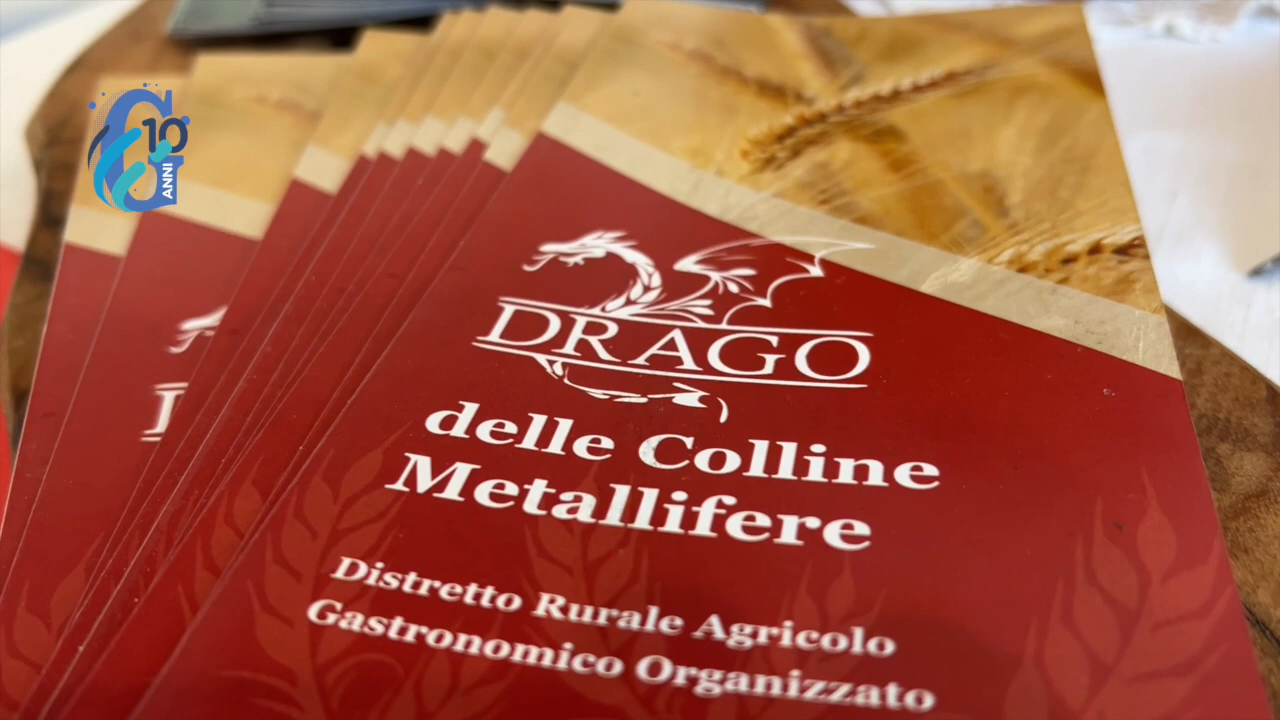 10
ANNI
DRAGO
delle Colline
Metallifere
Distretto Rurale Agricolo
Gastronomico Organizzato